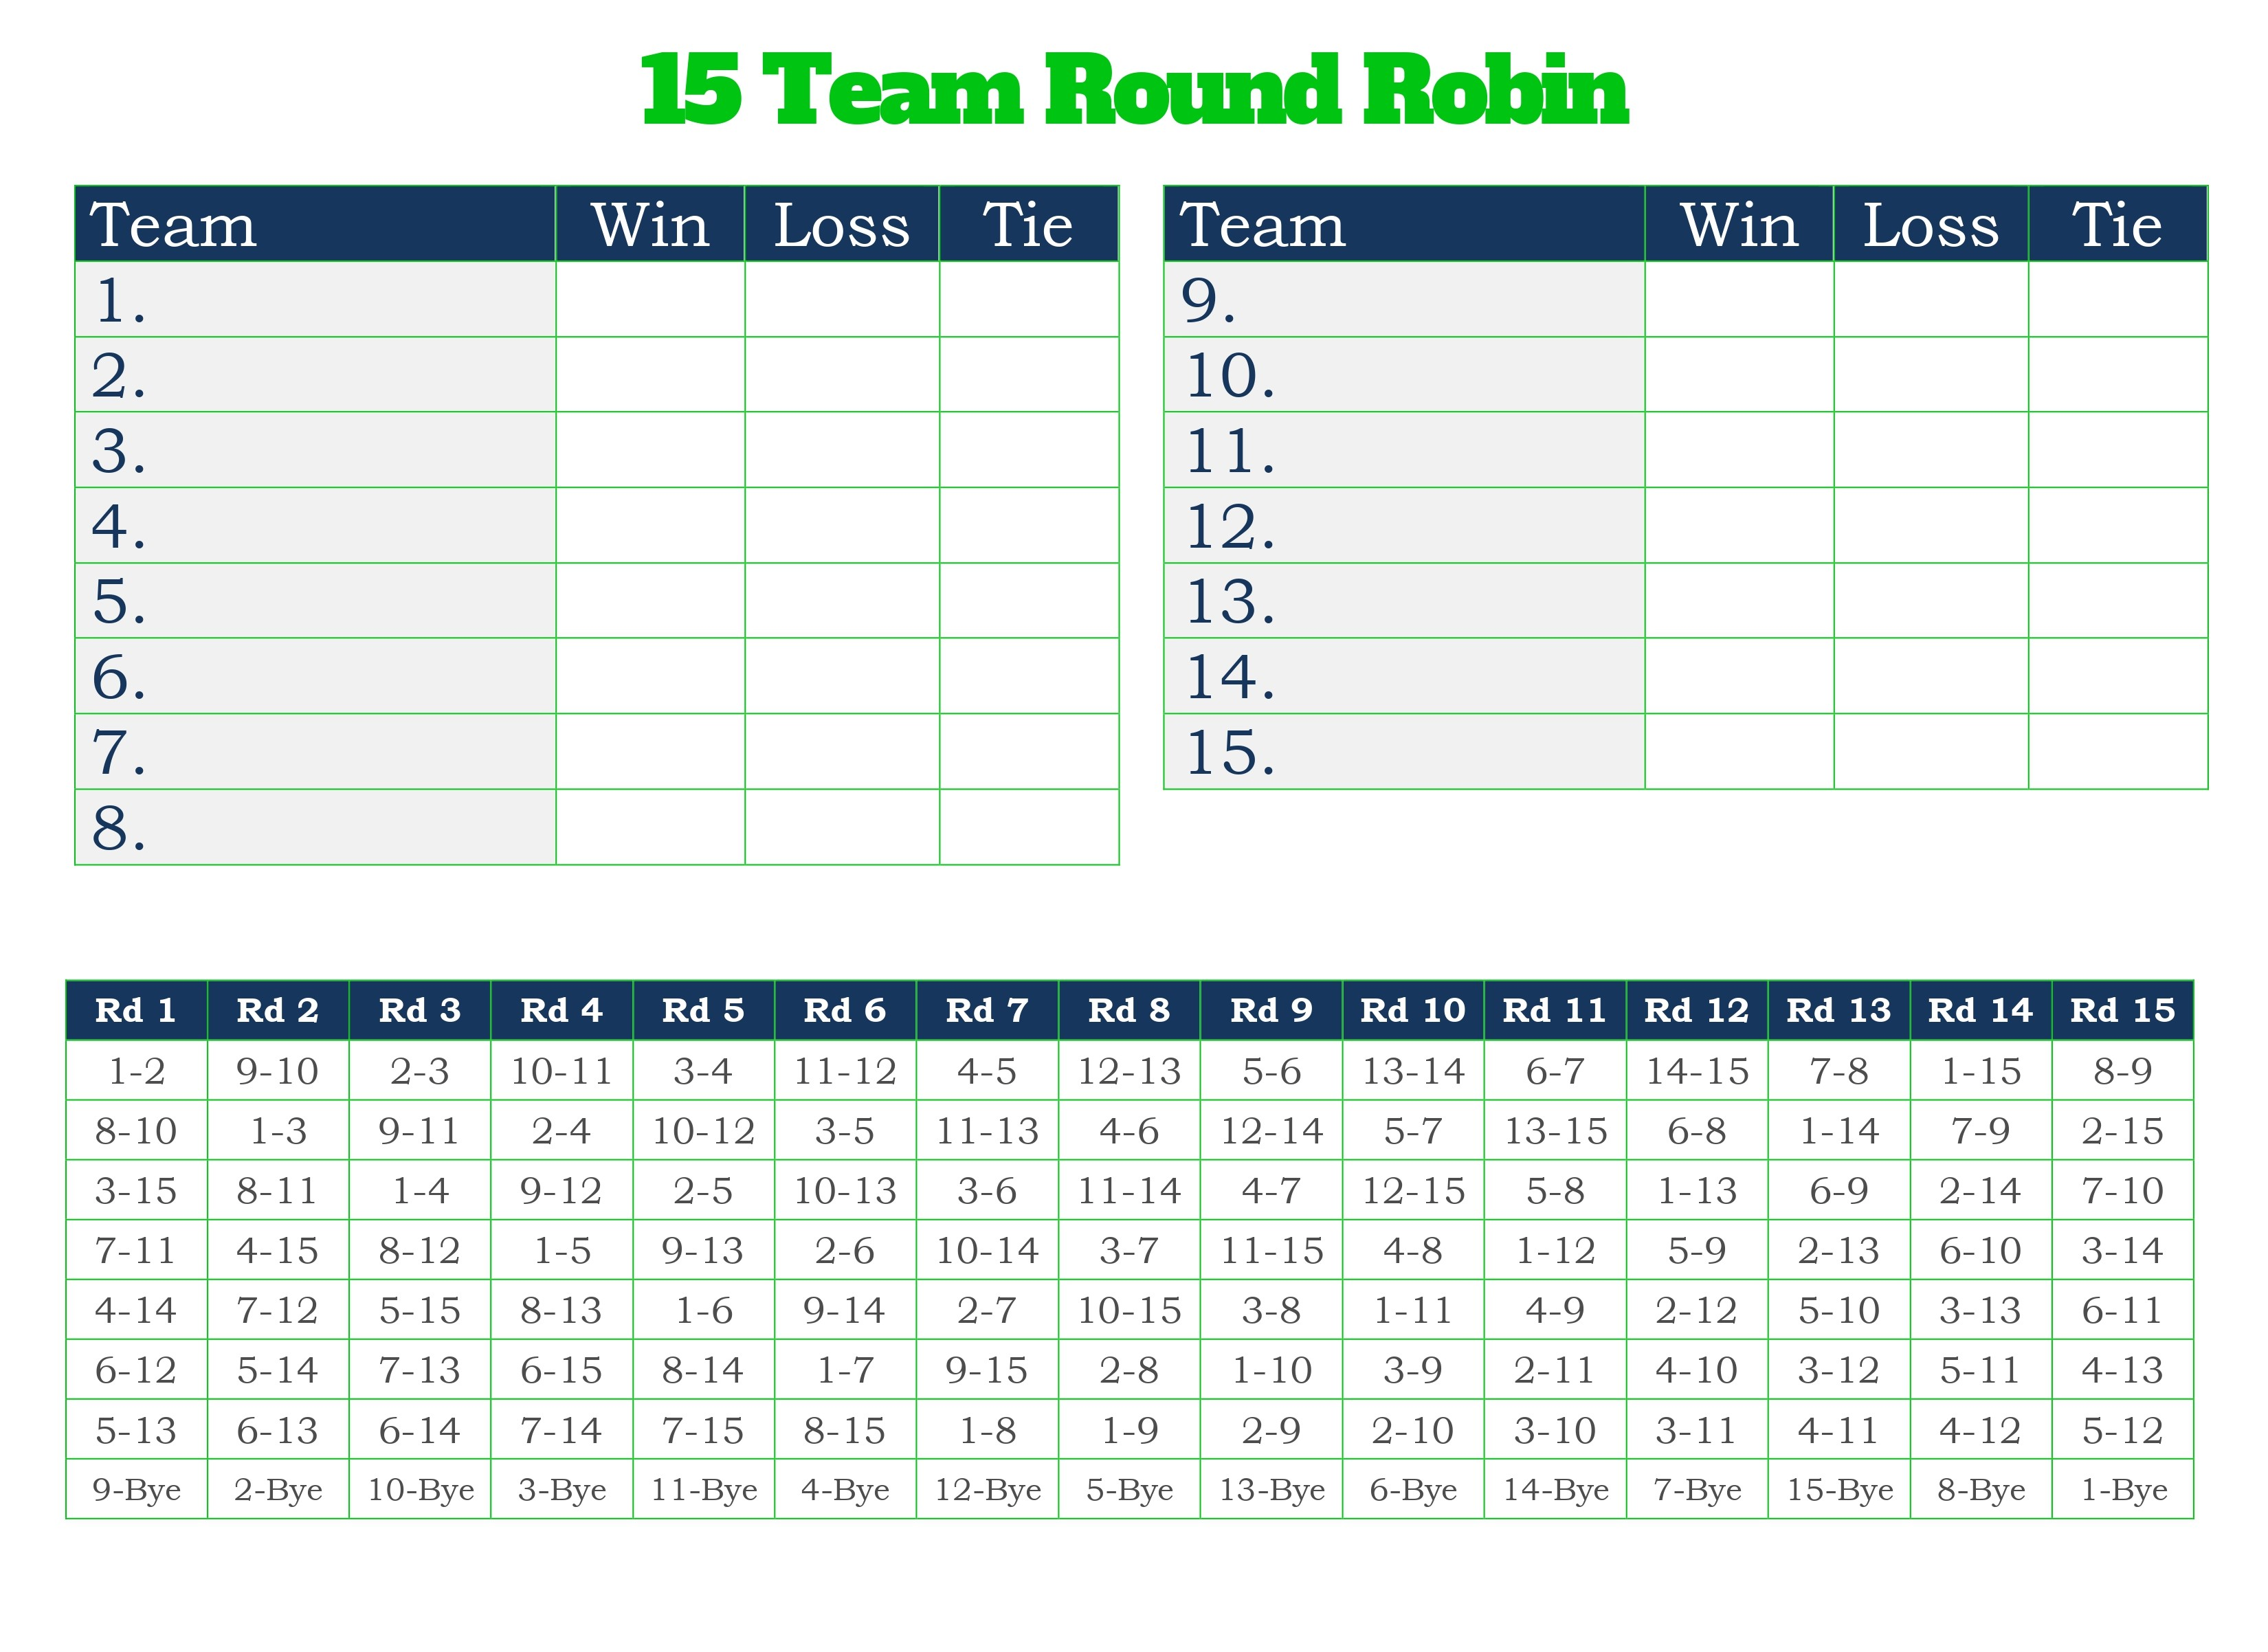 15 Team Round Robin
Team Win Loss Tie
1.
2.
3.
4.
5.
6.
7.
8.
Team Win Loss Tie
9.
10.
11.
12.
13.
14.
15.
Rd 1 Rd 2 Rd 3 Rd 4 Rd 5 Rd 6 Rd 7 Rd 8 Rd 9 Rd 10 Rd 11 Rd 12 Rd 13 Rd 14 Rd 15
1-2 9-10 2-3 10-11 3-4 11-12 4-5 12-13 5-6 13-14 6-7 14-15 7-8 1-15 8-9
8-10 1-3 9-11 2-4 10-12 3-5 11-13 4-6 12-14 5-7 13-15 6-8 1-14 7-9 2-15
3-15 8-11 1-4 9-12 2-5 10-13 3-6 11-14 4-7 12-15 5-8 1-13 6-9 2-14 7-10
7-11 4-15 8-12 1-5 9-13 2-6 10-14 3-7 11-15 4-8 1-12 5-9 2-13 6-10 3-14
4-14 7-12 5-15 8-13 1-6 9-14 2-7 10-15 3-8 1-11 4-9 2-12 5-10 3-13 6-11
6-12 5-14 7-13 6-15 8-14 1-7 9-15 2-8 1-10 3-9 2-11 4-10 3-12 5-11 4-13
5-13 6-13 6-14 7-14 7-15 8-15 1-8 1-9 2-9 2-10 3-10 3-11 4-11 4-12 5-12
9-Bye 2-Bye 10-Bye 3-Bye 11-Bye 4-Bye 12-Bye 5-Bye 13-Bye 6-Bye 14-Bye 7-Bye 15-Bye 8-Bye 1-Bye